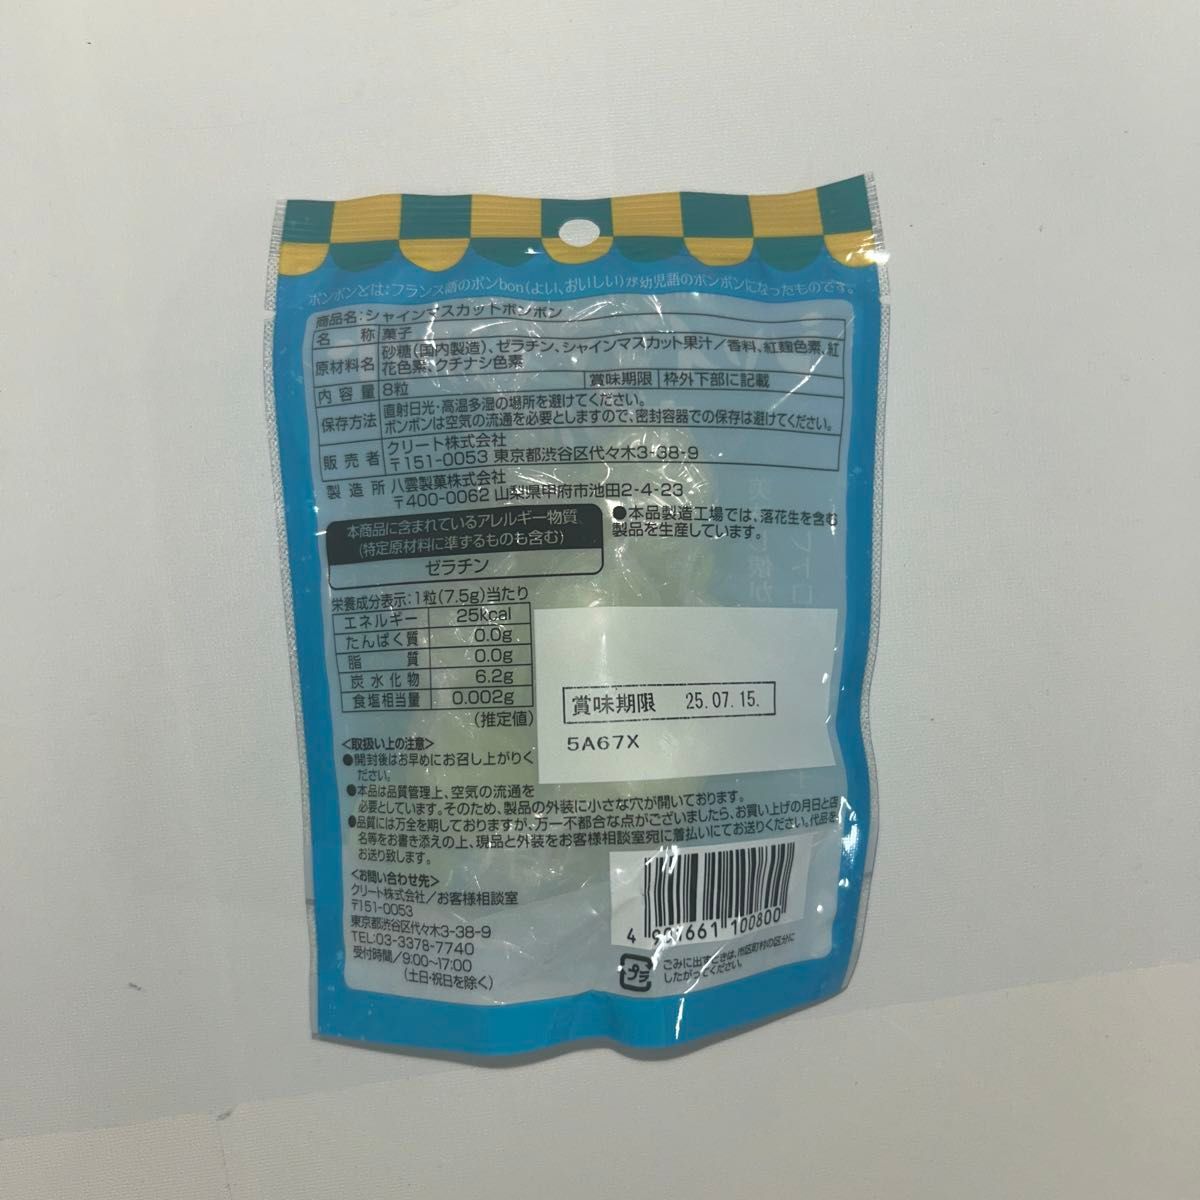 ボンボンとは:フランス語のボンbon(よい、おいしい)が幼児語のボンボンになったものです。
商品名:シャインマスカットボンボン
名 称 菓子
原材料名 砂糖(国内製造)、ゼラチン、シャインマスカット果汁/香料、紅麹色素、紅
花色素、クチナシ色素
内容量 8粒 賞味期限 枠外下部に記載
保存方法 直射日光・高温多湿の場所を避けてください。
ボンボンは空気の流通を必要としますので、密封容器での保存は避けてください。
販売者 クリート株式会社
〒151-0053 東京都渋谷区代々木3-38-9
製造所 八雲製菓株式会社
〒400-0062 山梨県甲府市池田2-4-23
本商品に含まれているアレルギー物質
(特定原材料に準ずるものも含む)
ゼラチン
●本品製造工場では、落花生を含む
製品を生産しています。
栄養成分表示:1粒(7.5g)当たり
エネルギー 25kcal
たんぱく質 0.0g
脂質 0.0g
炭水化物 6.2g
食塩相当量 0.002g
(推定値)
賞味期限 25.07.15.
5A67X
<取扱い上の注意>
●開封後はお早めにお召し上がりく
ださい。
●本品は品質管理上、空気の流通を
必要としています。そのため、製品の外装に小さな穴が開いております。
●品質には万全を期しておりますが、万一不都合な点がございましたら、お買い上げの月日と店
名等をお書き添えの上、現品と外装をお客様相談室宛に着払いにてお送りください。代品を
お送り致します。
<お問い合わせ先>
クリート株式会社/お客様相談室
〒151-0053
東京都渋谷区代々木3-38-9
TEL:03-3378-7740
受付時間/9:00~17:00
(土日・祝日を除く)
661 100800
プラ
ごみに出すときは、市区町村の区分に
したがってください。